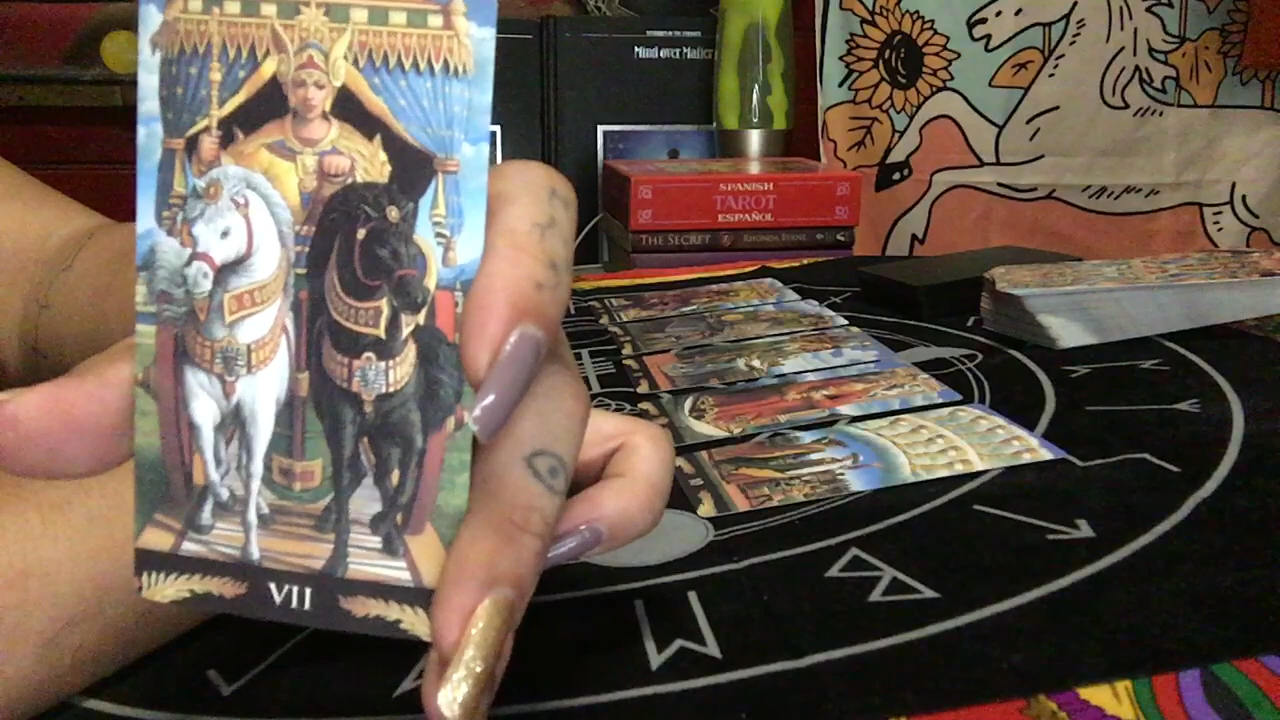 Mind over Matter
SPANISH
TAROT
ESPAÑOL
THE SECRET RHONDA BYRNE
VII